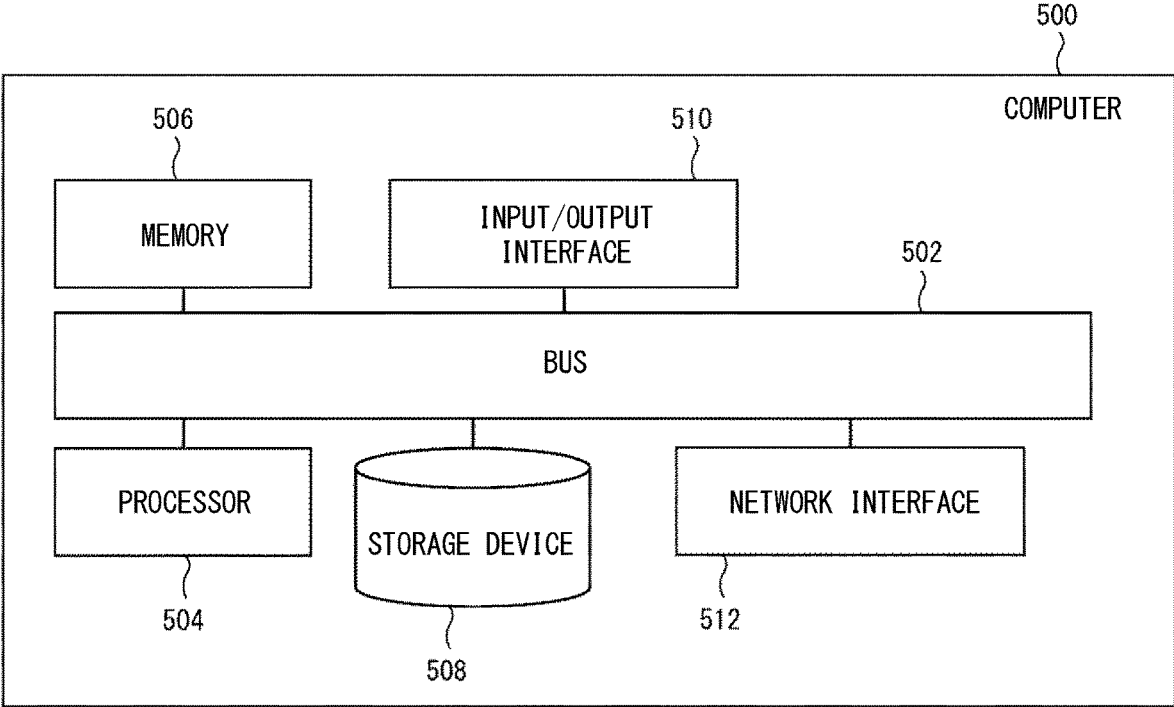 500
COMPUTER
506
510
MEMORY
INPUT/OUTPUT
INTERFACE
502
BUS
PROCESSOR
STORAGE DEVICE
NETWORK INTERFACE
504
508
512